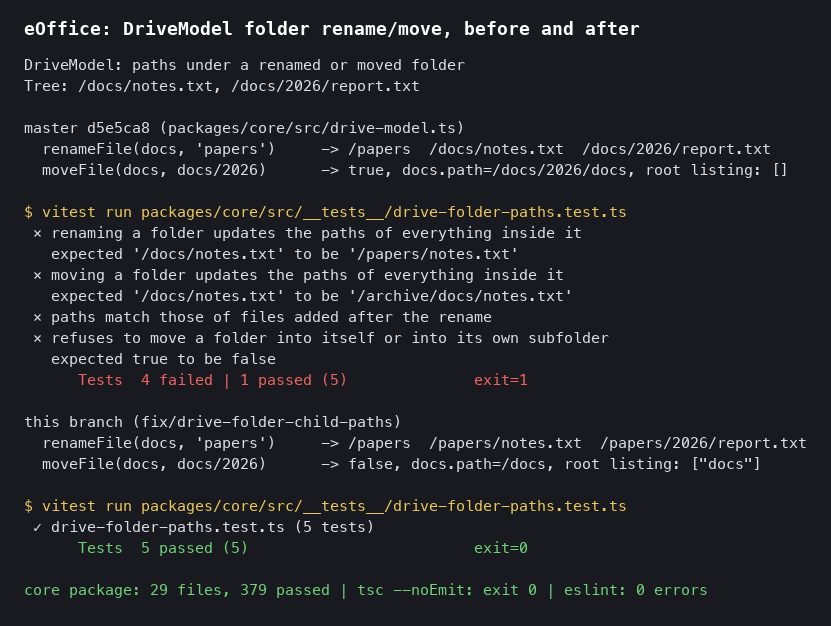 eOffice: DriveModel folder rename/move, before and after
DriveModel: paths under a renamed or moved folder
Tree: /docs/notes.txt, /docs/2026/report.txt
master d5e5ca8 (packages/core/src/drive-model.ts)
renameFile(docs, 'papers')     -> /papers  /docs/notes.txt  /docs/2026/report.txt
moveFile(docs, docs/2026)      -> true, docs.path=/docs/2026/docs, root listing: []
$ vitest run packages/core/src/__tests__/drive-folder-paths.test.ts
× renaming a folder updates the paths of everything inside it
expected '/docs/notes.txt' to be '/papers/notes.txt'
× moving a folder updates the paths of everything inside it
expected '/docs/notes.txt' to be '/archive/docs/notes.txt'
× paths match those of files added after the rename
× refuses to move a folder into itself or into its own subfolder
expected true to be false
Tests  4 failed | 1 passed (5)              exit=1
this branch (fix/drive-folder-child-paths)
renameFile(docs, 'papers')     -> /papers  /papers/notes.txt  /papers/2026/report.txt
moveFile(docs, docs/2026)      -> false, docs.path=/docs, root listing: ["docs"]
$ vitest run packages/core/src/__tests__/drive-folder-paths.test.ts
✓ drive-folder-paths.test.ts (5 tests)
Tests  5 passed (5)                         exit=0
core package: 29 files, 379 passed | tsc --noEmit: exit 0 | eslint: 0 errors